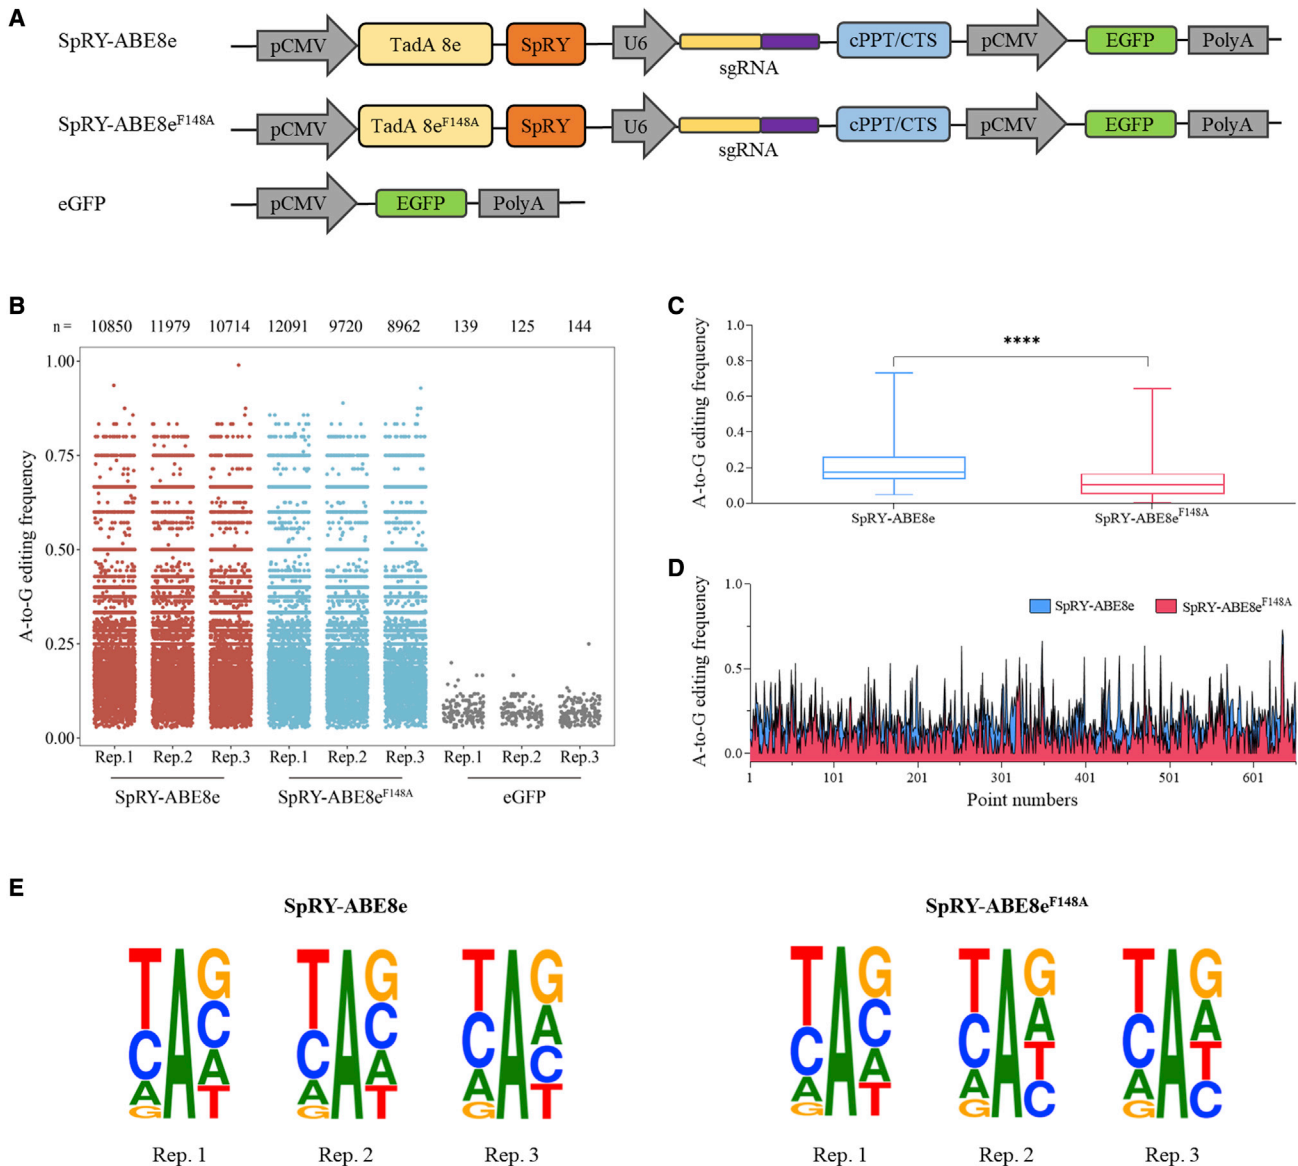 A
SpRY-ABE8e
pCMV TadA 8e SpRY U6 cPPT/CTS pCMV EGFP PolyA
sgRNA
SpRY-ABE8eF148A
pCMV TadA 8eF148A SpRY U6 cPPT/CTS pCMV EGFP PolyA
sgRNA
eGFP
pCMV EGFP PolyA
B
n = 10850 11979 10714 12091 9720 8962 139 125 144
A-to-G editing frequency
1.00
0.75
0.50
0.25
0.00
Rep.1 Rep.2 Rep.3 Rep.1 Rep.2 Rep.3 Rep.1 Rep.2 Rep.3
SpRY-ABE8e SpRY-ABE8eF148A eGFP
C
A-to-G editing frequency
1.0
0.8
0.6
0.4
0.2
0.0
****
SpRY-ABE8e SpRY-ABE8eF148A
D
A-to-G editing frequency
1.0
0.5
0.0
SpRY-ABE8e SpRY-ABE8eF148A
1 101 201 301 401 501 601
Point numbers
E
SpRY-ABE8e
T A G
C C
A A
G T
Rep. 1
T A G
C C
A A
G T
Rep. 2
T A G
C A
A C
G T
Rep. 3
SpRY-ABE8eF148A
T A G
C C
A A
G T
Rep. 1
T A G
C A
A T
G C
Rep. 2
T A G
C A
A T
G C
Rep. 3